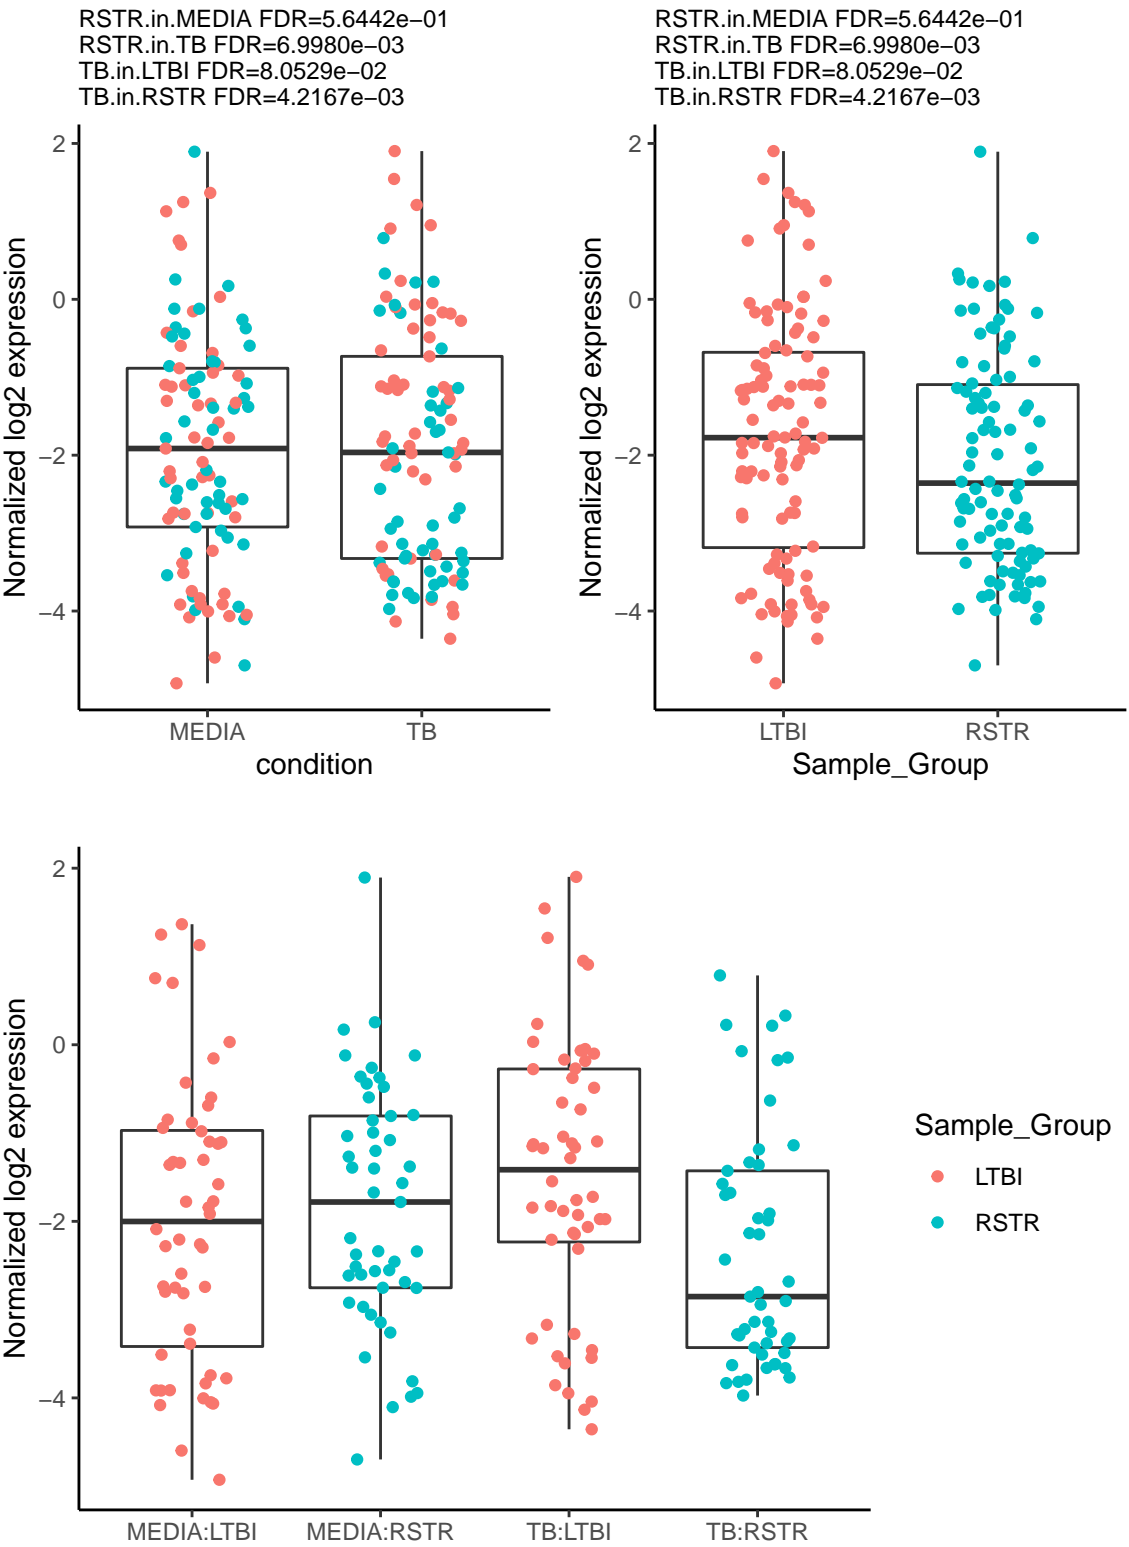 RSTR.in.MEDIA FDR=5.6442e−01
RSTR.in.TB FDR=6.9980e−03
TB.in.LTBI FDR=8.0529e−02
TB.in.RSTR FDR=4.2167e−03
Normalized log2 expression
2
0
−2
−4
MEDIA TB
condition
RSTR.in.MEDIA FDR=5.6442e−01
RSTR.in.TB FDR=6.9980e−03
TB.in.LTBI FDR=8.0529e−02
TB.in.RSTR FDR=4.2167e−03
Normalized log2 expression
2
0
−2
−4
LTBI RSTR
Sample_Group
Normalized log2 expression
2
0
−2
−4
MEDIA:LTBI MEDIA:RSTR TB:LTBI TB:RSTR
Sample_Group
LTBI
RSTR